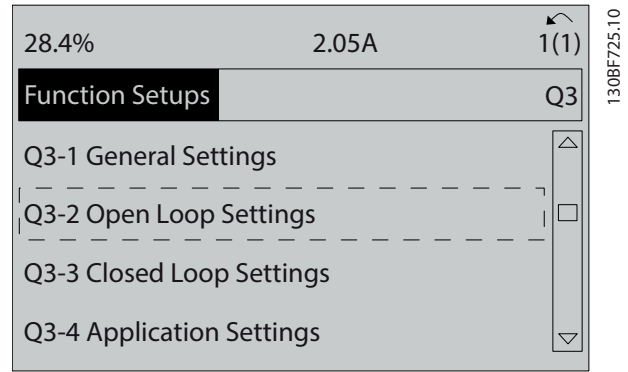 28.4% 2.05A 1(1)
Function Setups Q3
Q3-1 General Settings
Q3-2 Open Loop Settings
Q3-3 Closed Loop Settings
Q3-4 Application Settings
130BF725.10